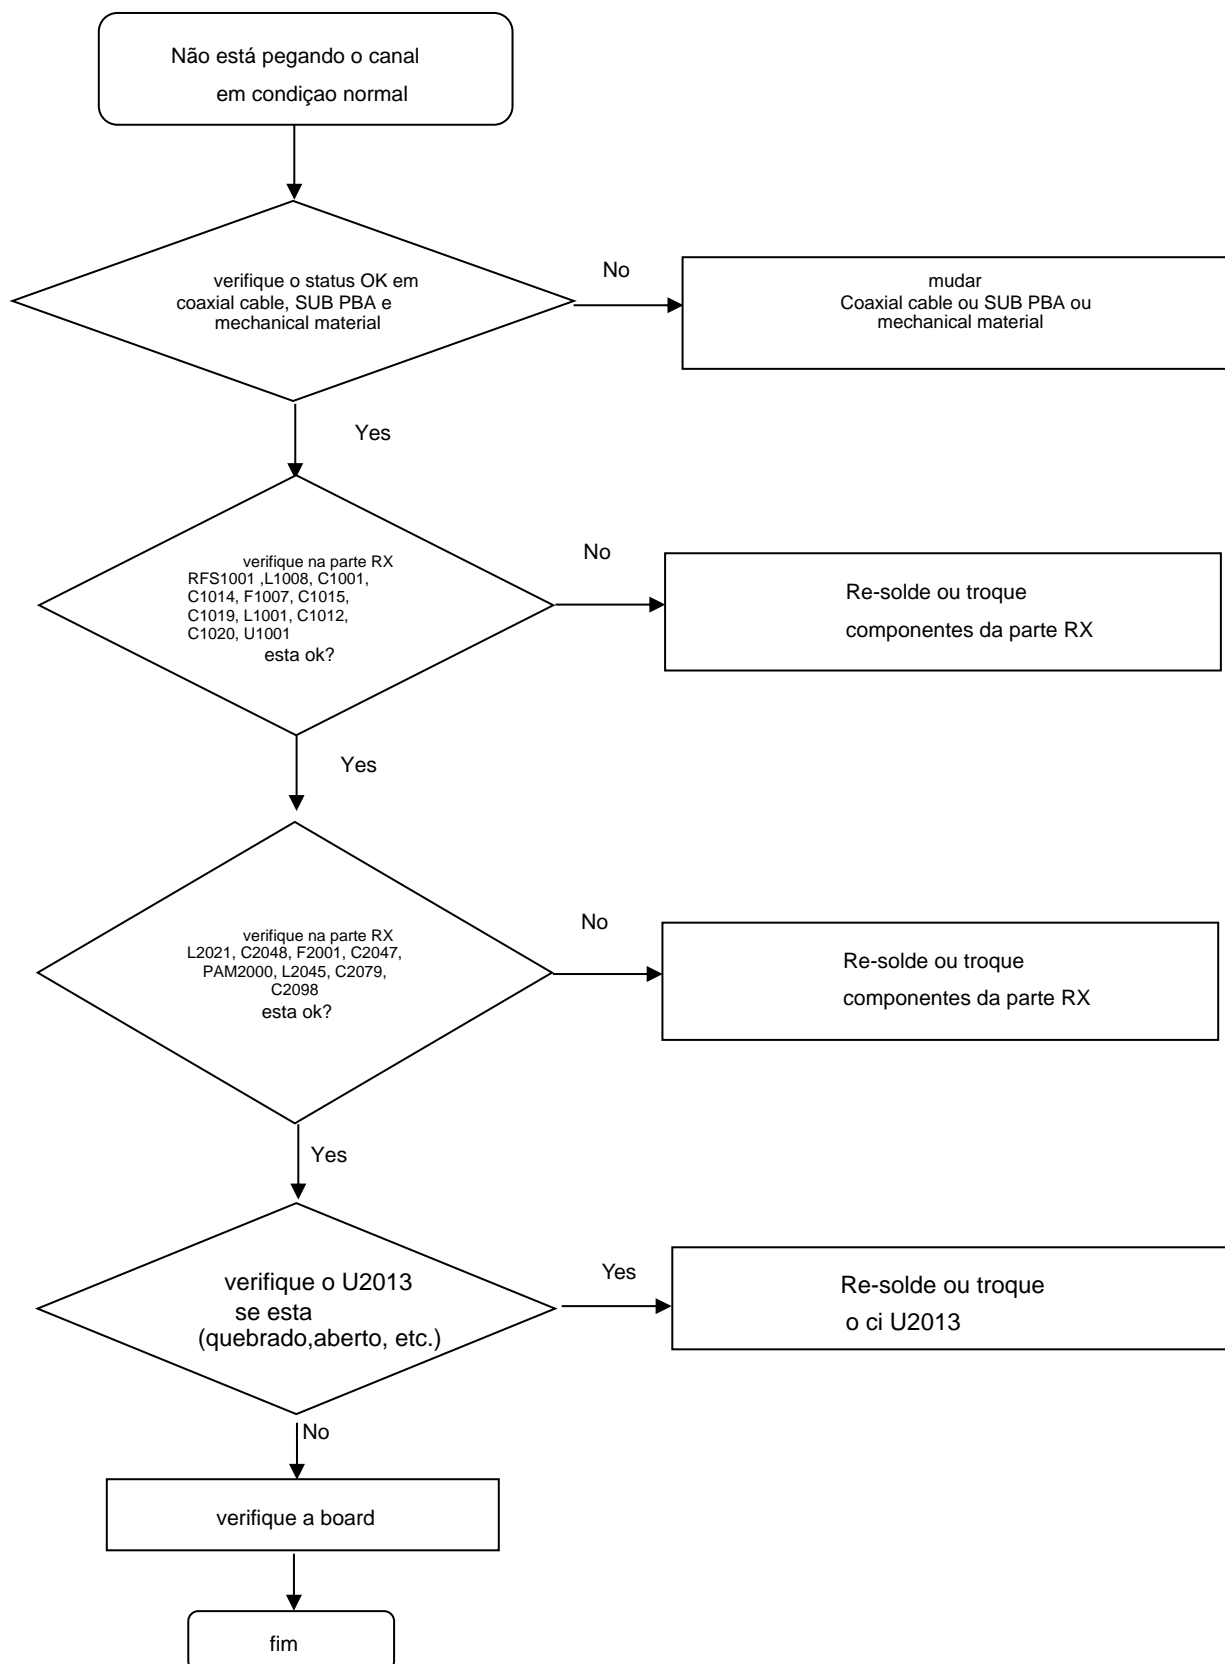 Não está pegando o canal
em condiçao normal
verifique o status OK em
coaxial cable, SUB PBA e
mechanical material
No
mudar
Coaxial cable ou SUB PBA ou
mechanical material
Yes
verifique na parte RX
RFS1001 ,L1008, C1001,
C1014, F1007, C1015,
C1019, L1001, C1012,
C1020, U1001
esta ok?
No
Re-solde ou troque
componentes da parte RX
Yes
verifique na parte RX
L2021, C2048, F2001, C2047,
PAM2000, L2045, C2079,
C2098
esta ok?
No
Re-solde ou troque
componentes da parte RX
Yes
verifique o U2013
se esta
(quebrado,aberto, etc.)
Yes
Re-solde ou troque
o ci U2013
No
verifique a board
fim